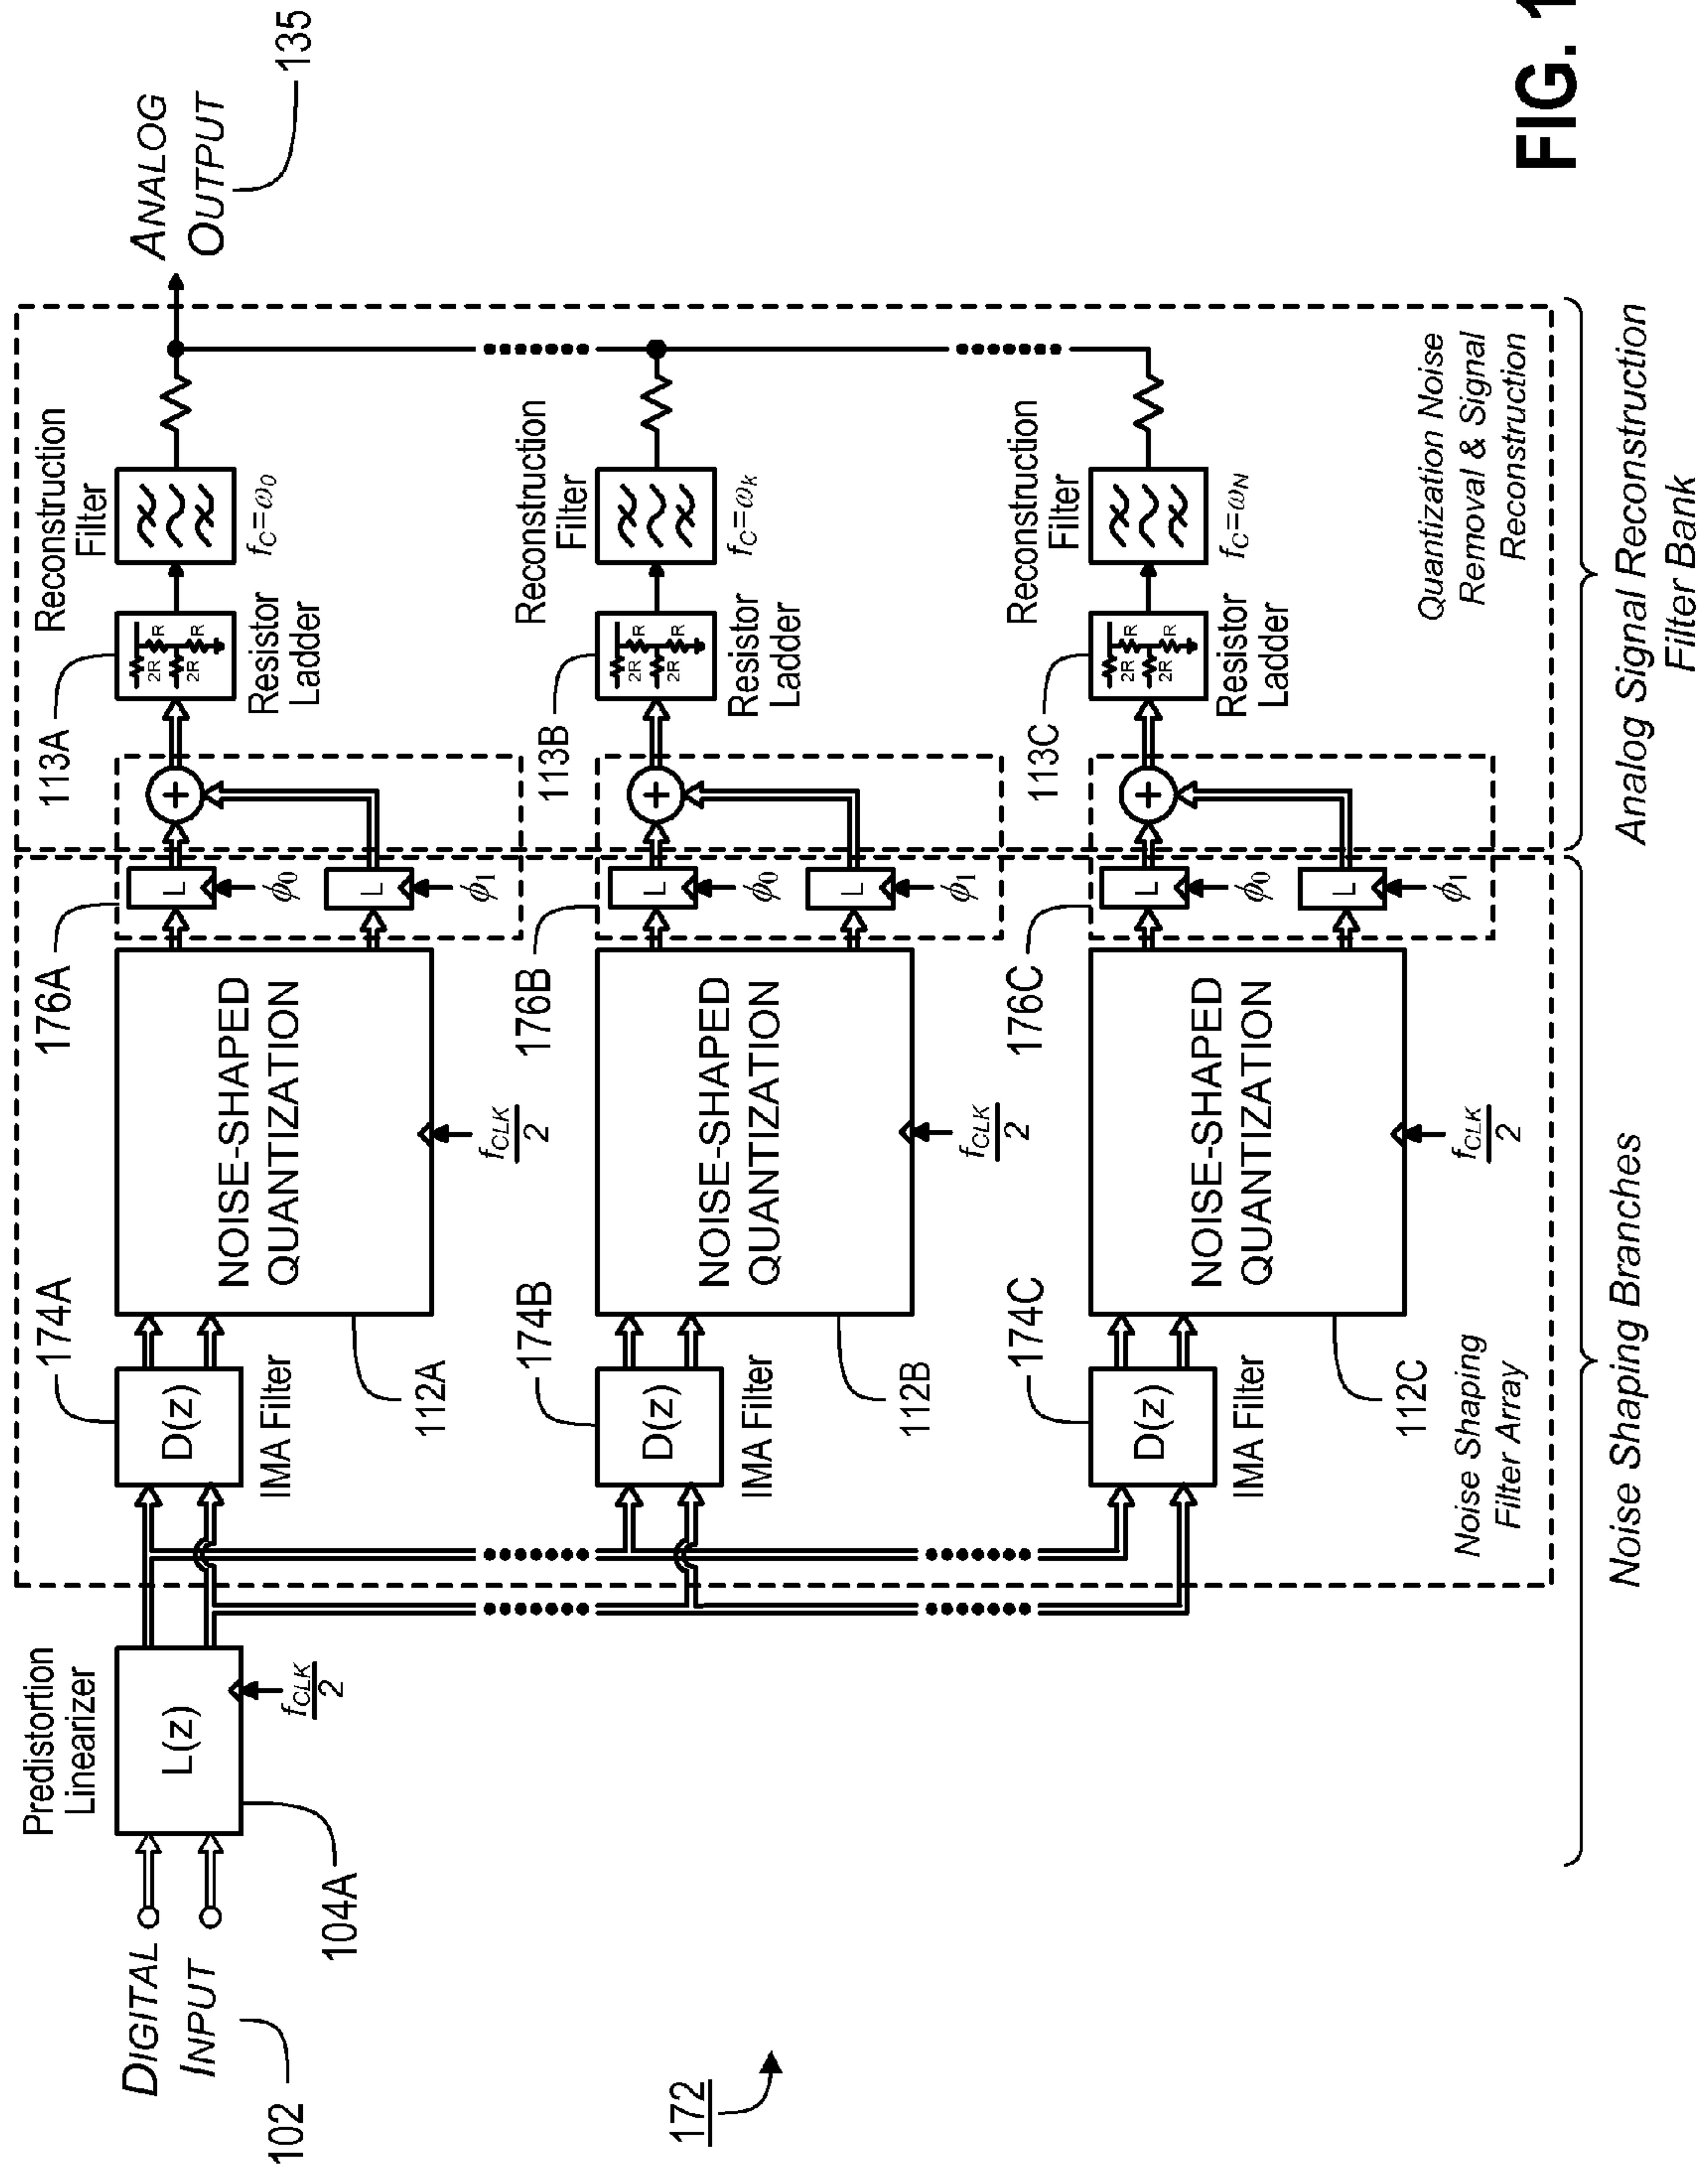 DIGITAL
INPUT
102
Predistortion
Linearizer
L(z)
fCLK
2
104A
174A
D(z)
IMA Filter
NOISE-SHAPED
QUANTIZATION
112A
fCLK
2
176A
L
ϕ0
L
ϕ1
+
113A
2R
R
2R
R
Resistor
Ladder
Reconstruction
Filter
fC=ω0
ANALOG
OUTPUT
135
174B
D(z)
IMA Filter
NOISE-SHAPED
QUANTIZATION
112B
fCLK
2
176B
L
ϕ0
L
ϕ1
+
113B
2R
R
2R
R
Resistor
Ladder
Reconstruction
Filter
fC=ωk
174C
D(z)
IMA Filter
NOISE-SHAPED
QUANTIZATION
112C
fCLK
2
176C
L
ϕ0
L
ϕ1
+
113C
2R
R
2R
R
Resistor
Ladder
Reconstruction
Filter
fC=ωN
Noise Shaping
Filter Array
Quantization Noise
Removal & Signal
Reconstruction
Noise Shaping Branches
Analog Signal Reconstruction
Filter Bank
172
FIG. 1